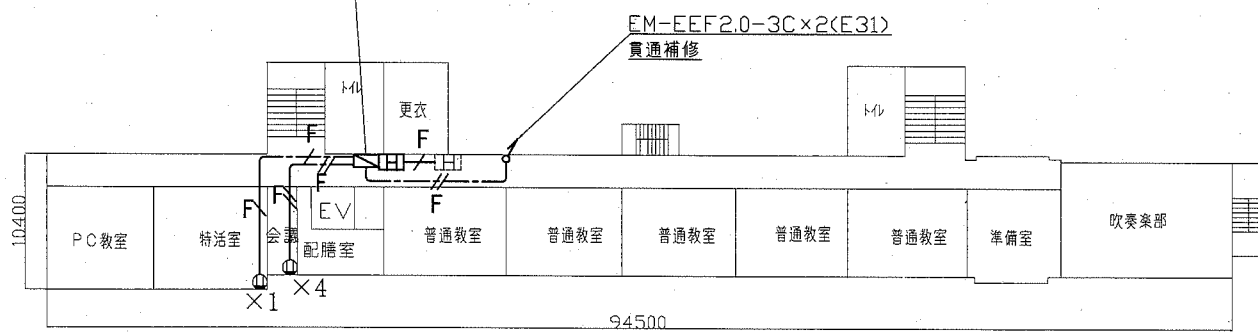 EM-EEF2.0-3C×2(E31)
貫通補修
トイレ
更衣
トイレ
F
F
F
F
F
F
10400
PC教室
特活室
会議
EV
配膳室
普通教室
普通教室
普通教室
普通教室
普通教室
準備室
吹奏楽部
×1
×4
94500